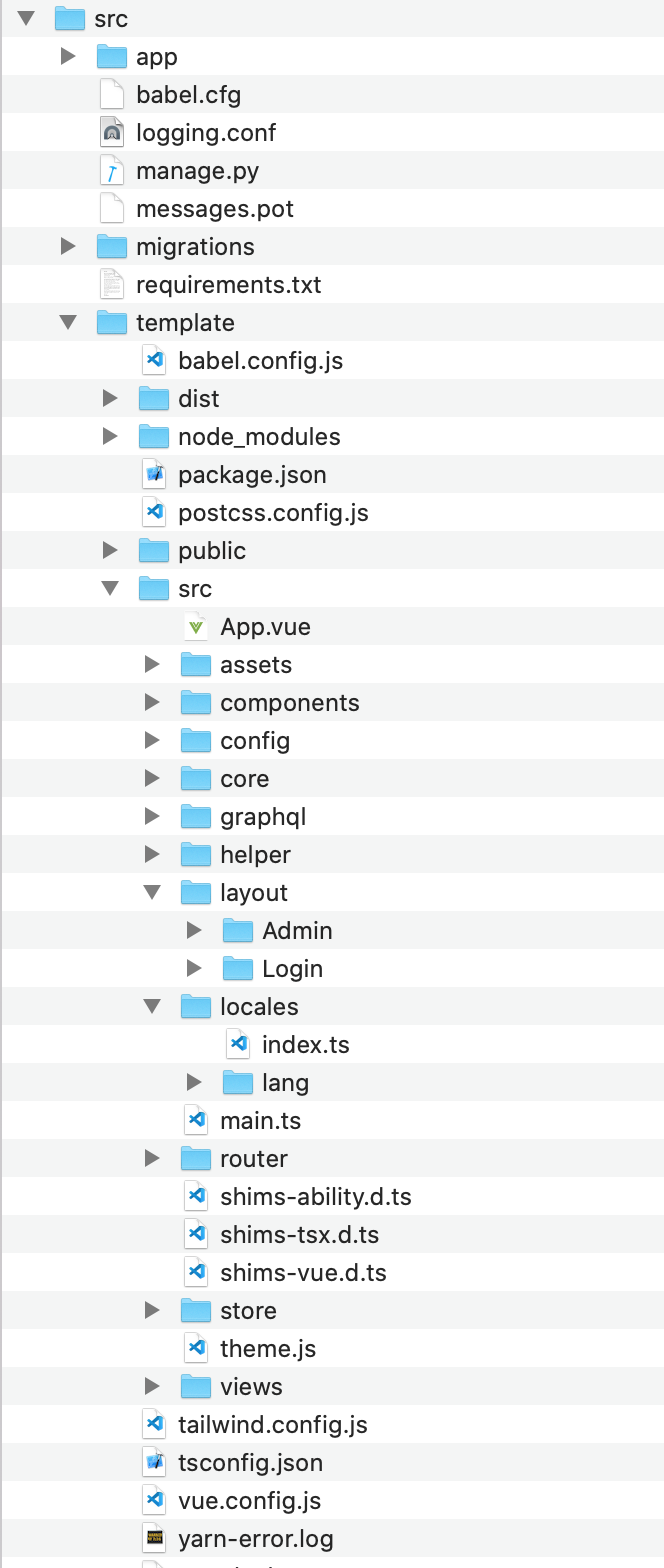 src
app
babel.cfg
logging.conf
manage.py
messages.pot
migrations
requirements.txt
template
babel.config.js
dist
node_modules
package.json
postcss.config.js
public
src
App.vue
assets
components
config
core
graphql
helper
layout
Admin
Login
locales
index.ts
lang
main.ts
router
shims-ability.d.ts
shims-tsx.d.ts
shims-vue.d.ts
store
theme.js
views
tailwind.config.js
tsconfig.json
vue.config.js
yarn-error.log